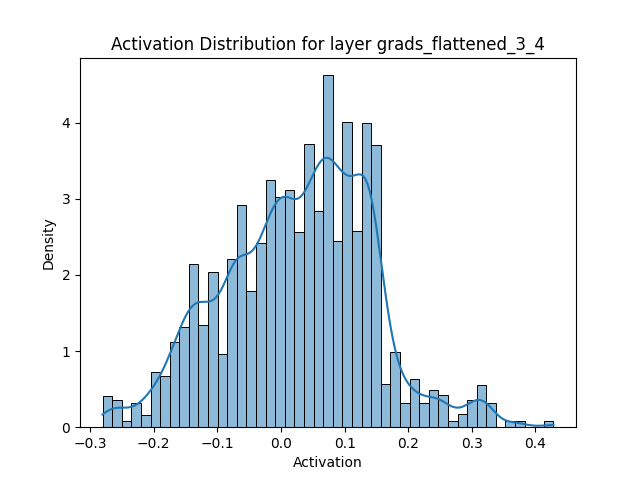 Activation Distribution for layer grads_flattened_3_4
Density
4
3
2
1
0
−0.3 −0.2 −0.1 0.0 0.1 0.2 0.3 0.4
Activation